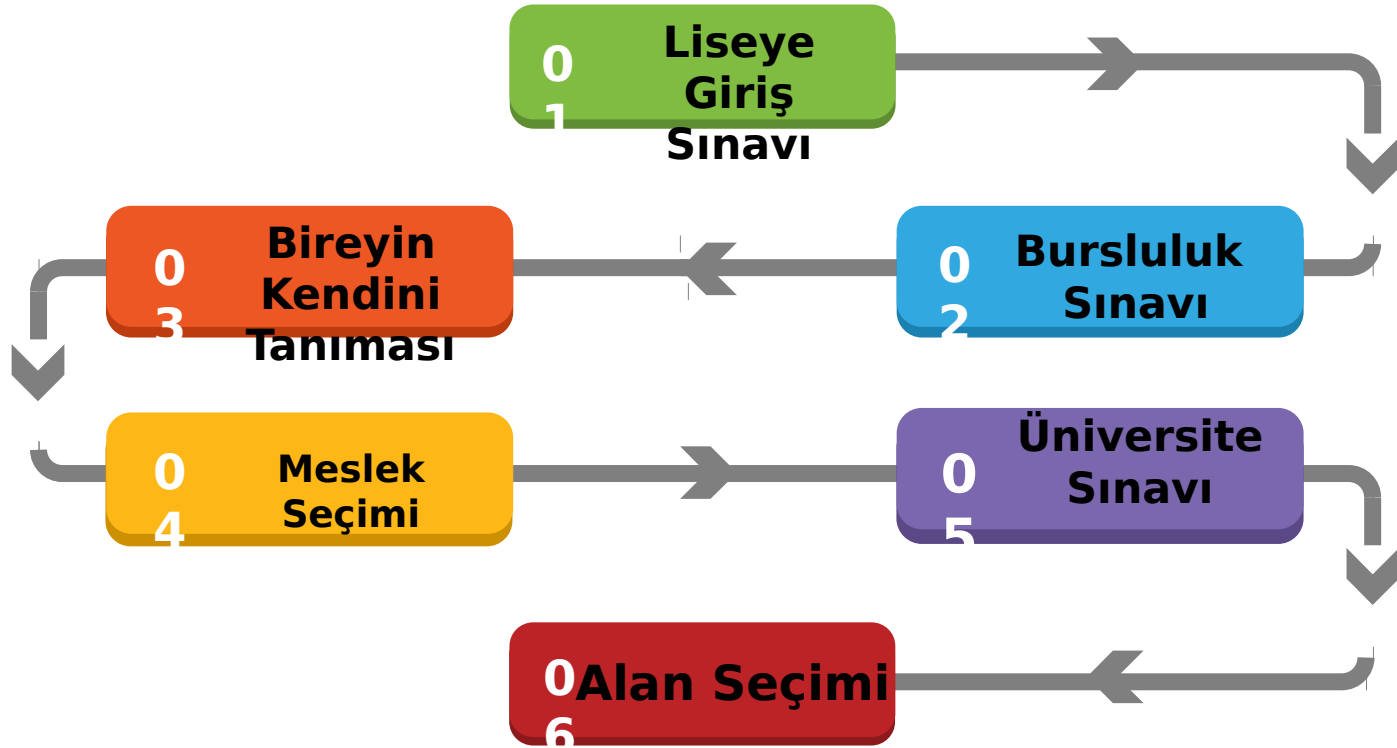 0
1
Liseye
Giriş
Sınavı
0
2
Bursluluk
Sınavı
0
3
Bireyin
Kendini
Tanıması
0
4
Meslek
Seçimi
0
5
Üniversite
Sınavı
0
6
Alan Seçimi